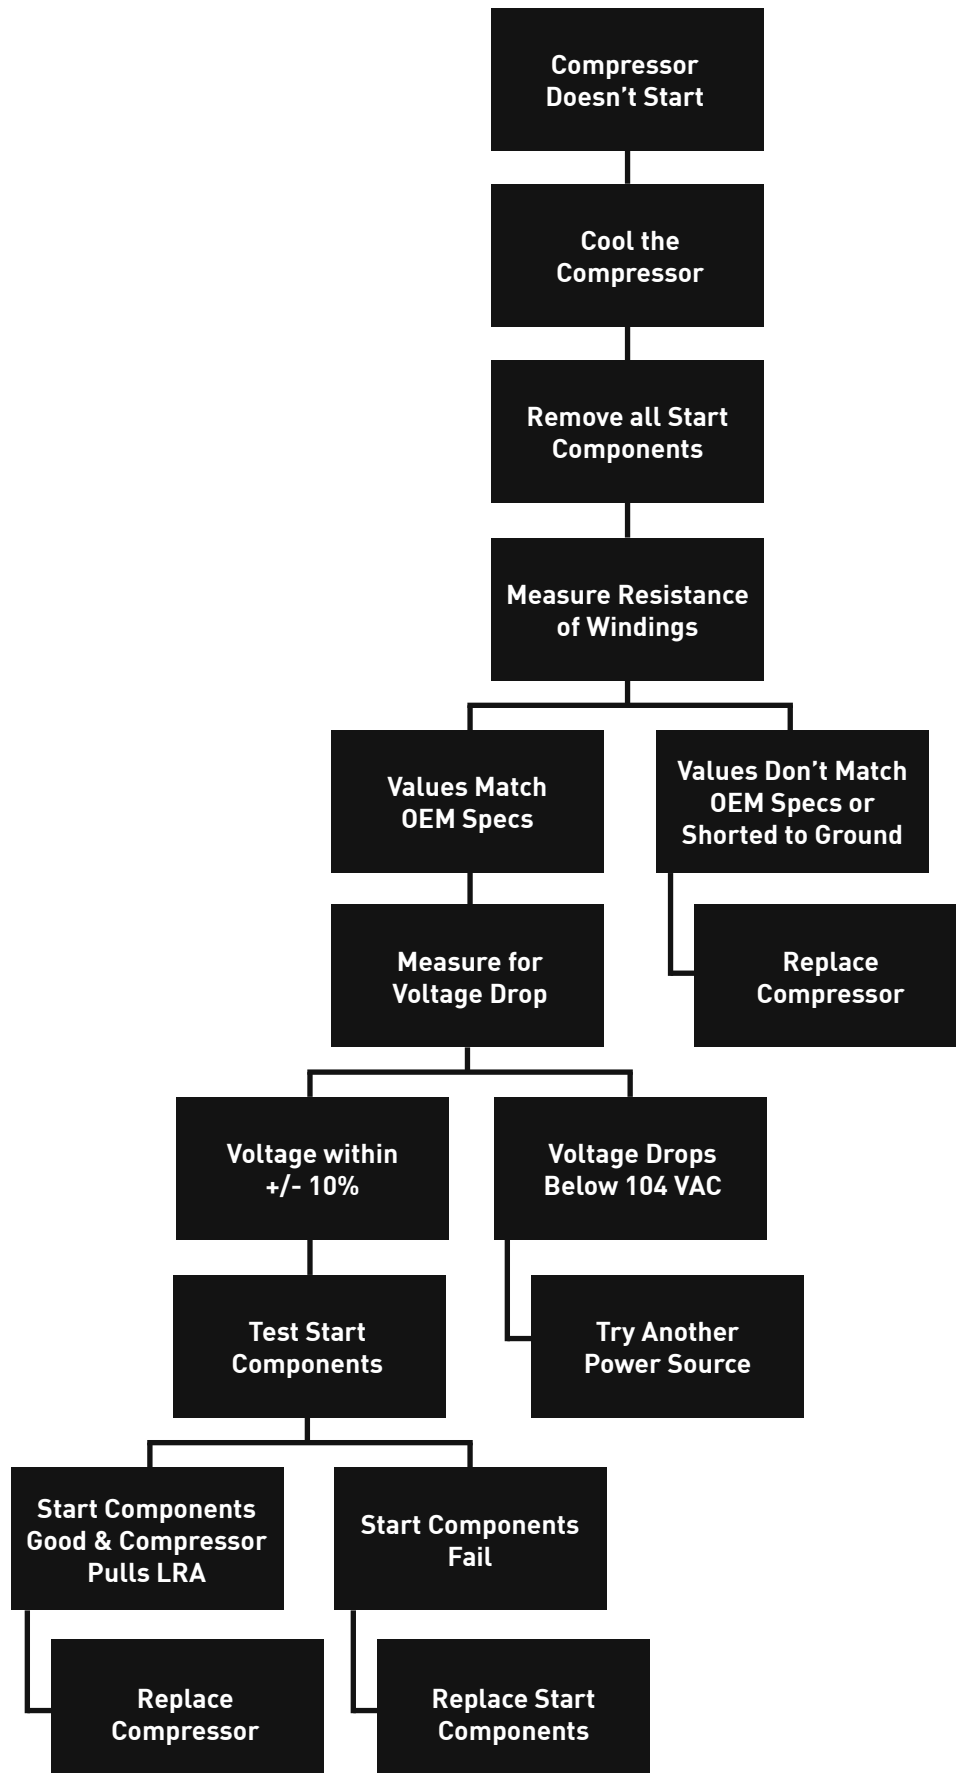 Compressor
Doesn’t Start
Cool the
Compressor
Remove all Start
Components
Measure Resistance
of Windings
Values Match
OEM Specs
Values Don’t Match
OEM Specs or
Shorted to Ground
Measure for
Voltage Drop
Replace
Compressor
Voltage within
+/- 10%
Voltage Drops
Below 104 VAC
Test Start
Components
Try Another
Power Source
Start Components
Good & Compressor
Pulls LRA
Start Components
Fail
Replace
Compressor
Replace Start
Components